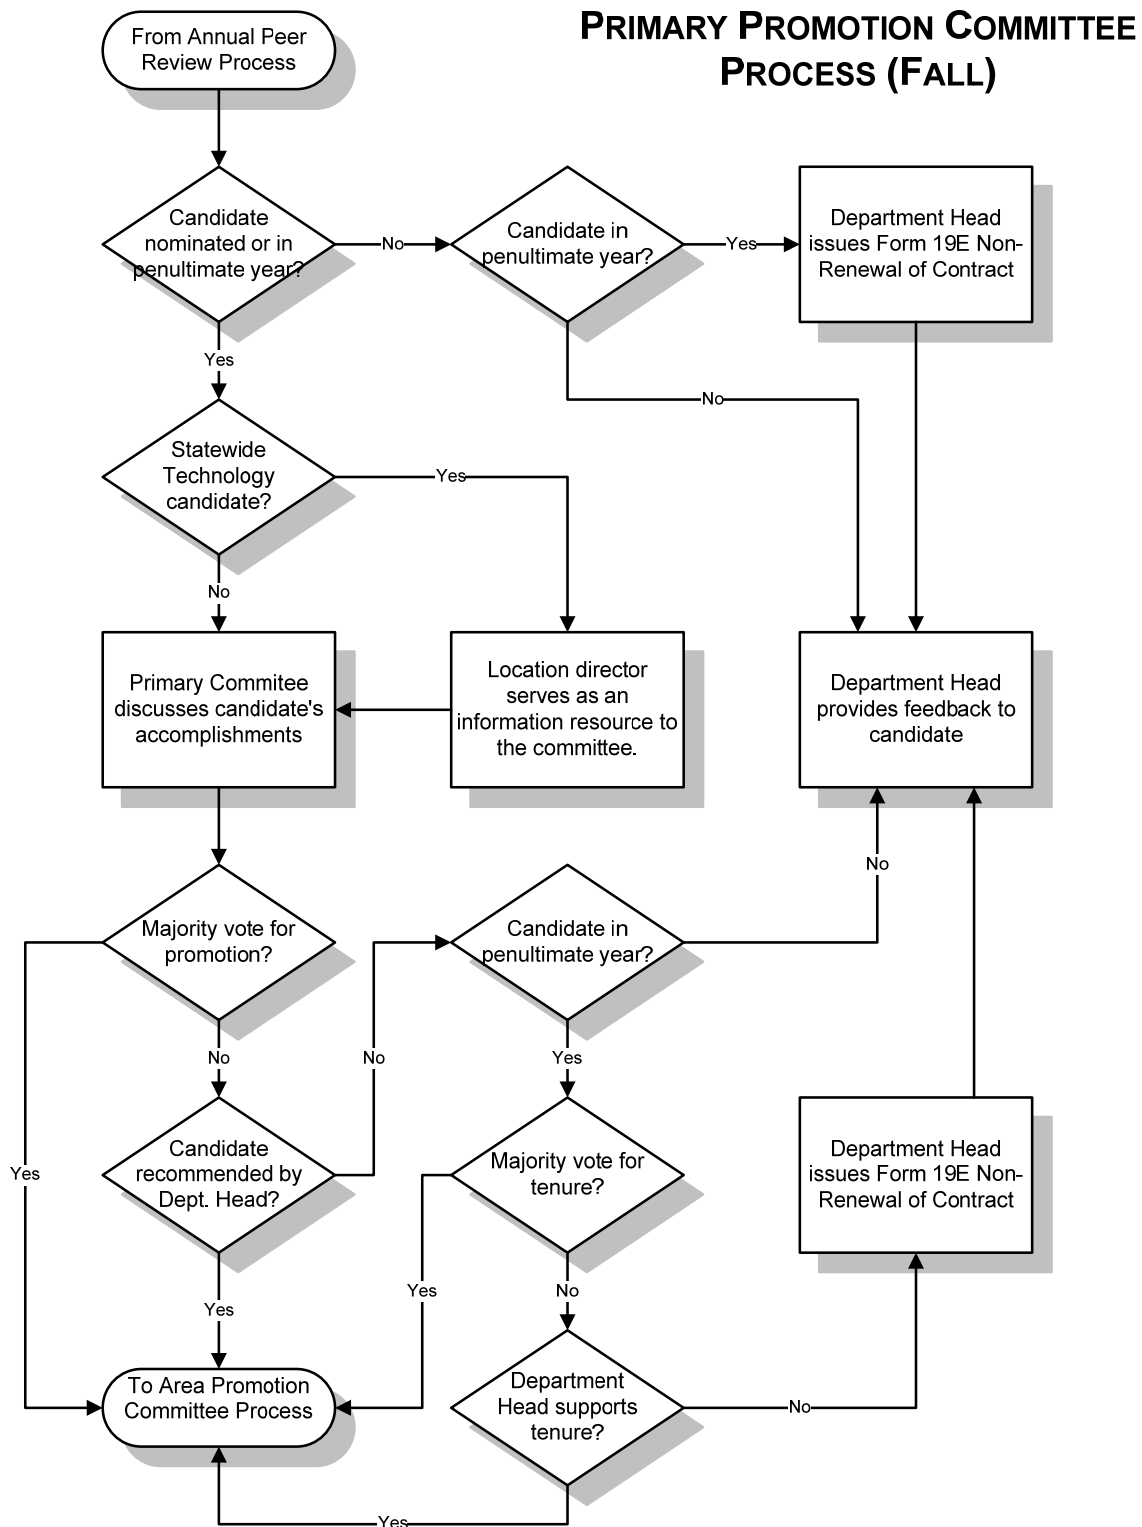 PRIMARY PROMOTION COMMITTEE
PROCESS (FALL)
From Annual Peer
Review Process
Candidate
nominated or in
penultimate year?
No
Candidate in
penultimate year?
Yes
Department Head
issues Form 19E Non-
Renewal of Contract
Yes
No
Statewide
Technology
candidate?
Yes
No
Primary Commitee
discusses candidate's
accomplishments
Location director
serves as an
information resource to
the committee.
Department Head
provides feedback to
candidate
No
Majority vote for
promotion?
Candidate in
penultimate year?
No
No
Yes
Yes
Candidate
recommended by
Dept. Head?
Majority vote for
tenure?
Department Head
issues Form 19E Non-
Renewal of Contract
Yes
Yes
No
To Area Promotion
Committee Process
Department
Head supports
tenure?
No
Yes